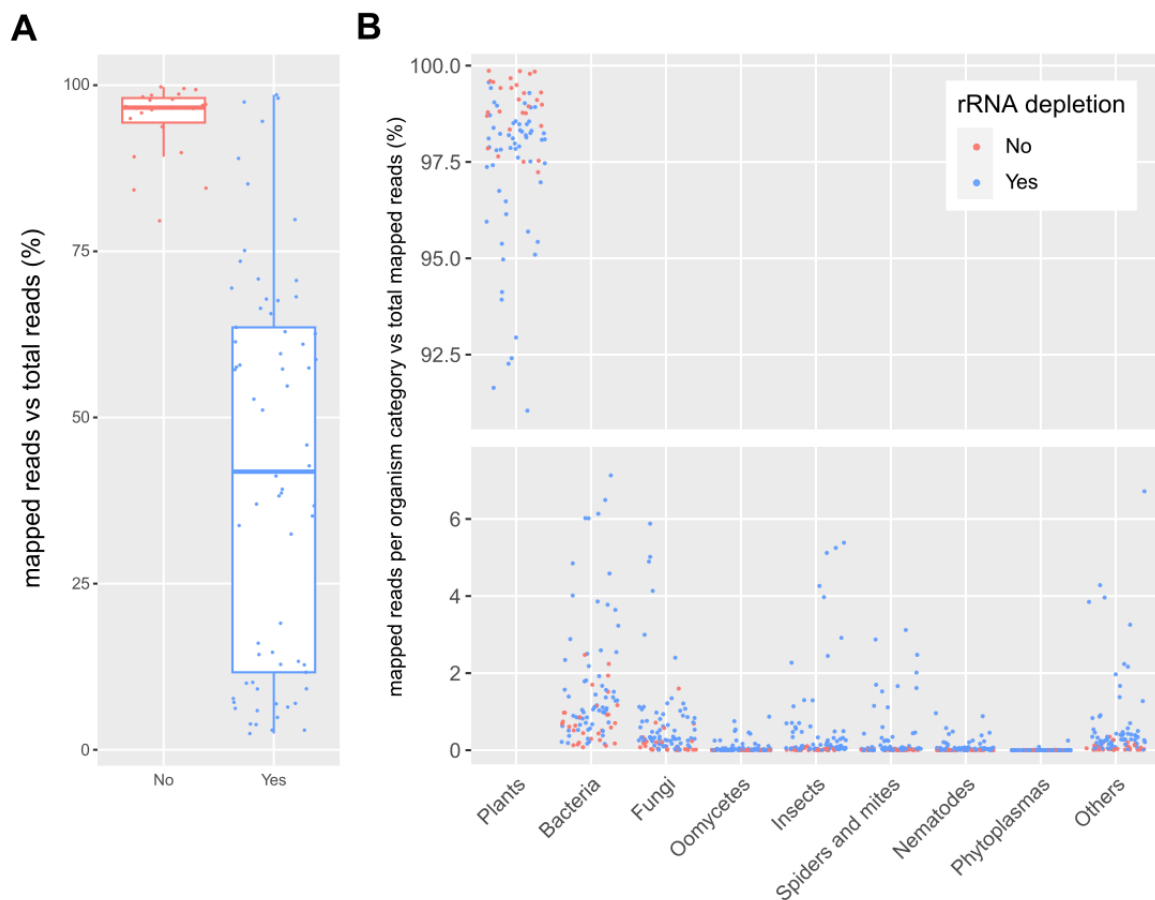 A
mapped reads vs total reads (%)
100
75
50
25
0
No
Yes
B
mapped reads per organism category vs total mapped reads (%)
100.0
97.5
95.0
92.5
6
4
2
0
rRNA depletion
No
Yes
Plants
Bacteria
Fungi
Oomycetes
Insects
Spiders and mites
Nematodes
Phytoplasmas
Others